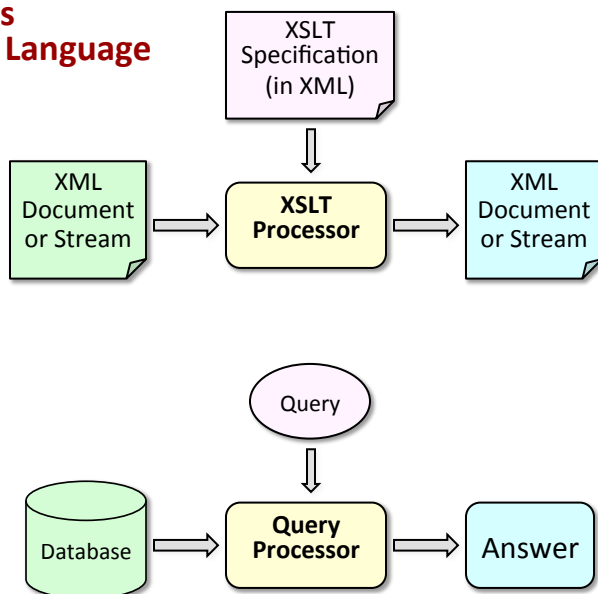 s
Language
XSLT
Specification
(in XML)
XML
Document
or Stream
XSLT
Processor
XML
Document
or Stream
Query
Database
Query
Processor
Answer